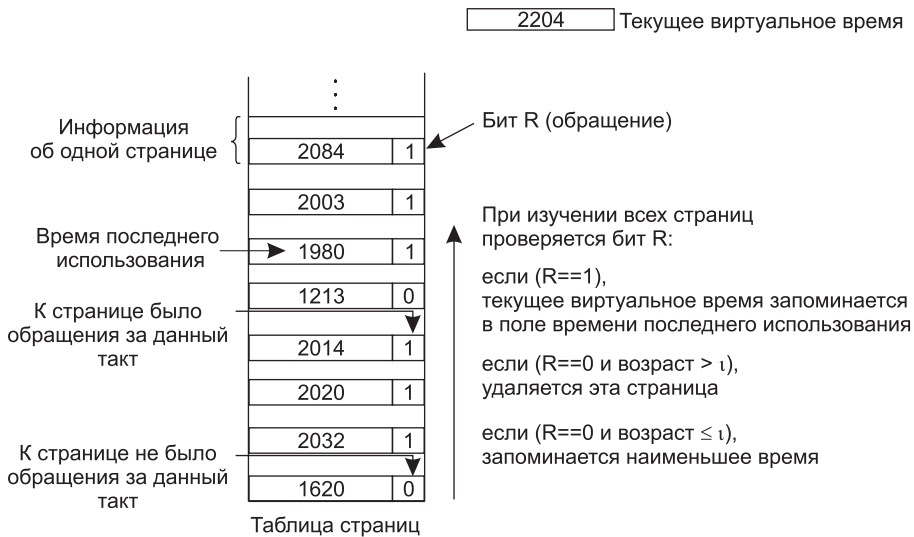 2204 Текущее виртуальное время
Информация
об одной странице
Бит R (обращение)
2084 1
2003 1
Время последнего
использования
1980 1
1213 0
К странице было
обращения за данный
такт
2014 1
2020 1
2032 1
К странице не было
обращения за данный
такт
1620 0
Таблица страниц
При изучении всех страниц
проверяется бит R:
если (R==1),
текущее виртуальное время запоминается
в поле времени последнего использования
если (R==0 и возраст > ι),
удаляется эта страница
если (R==0 и возраст ≤ ι),
запоминается наименьшее время